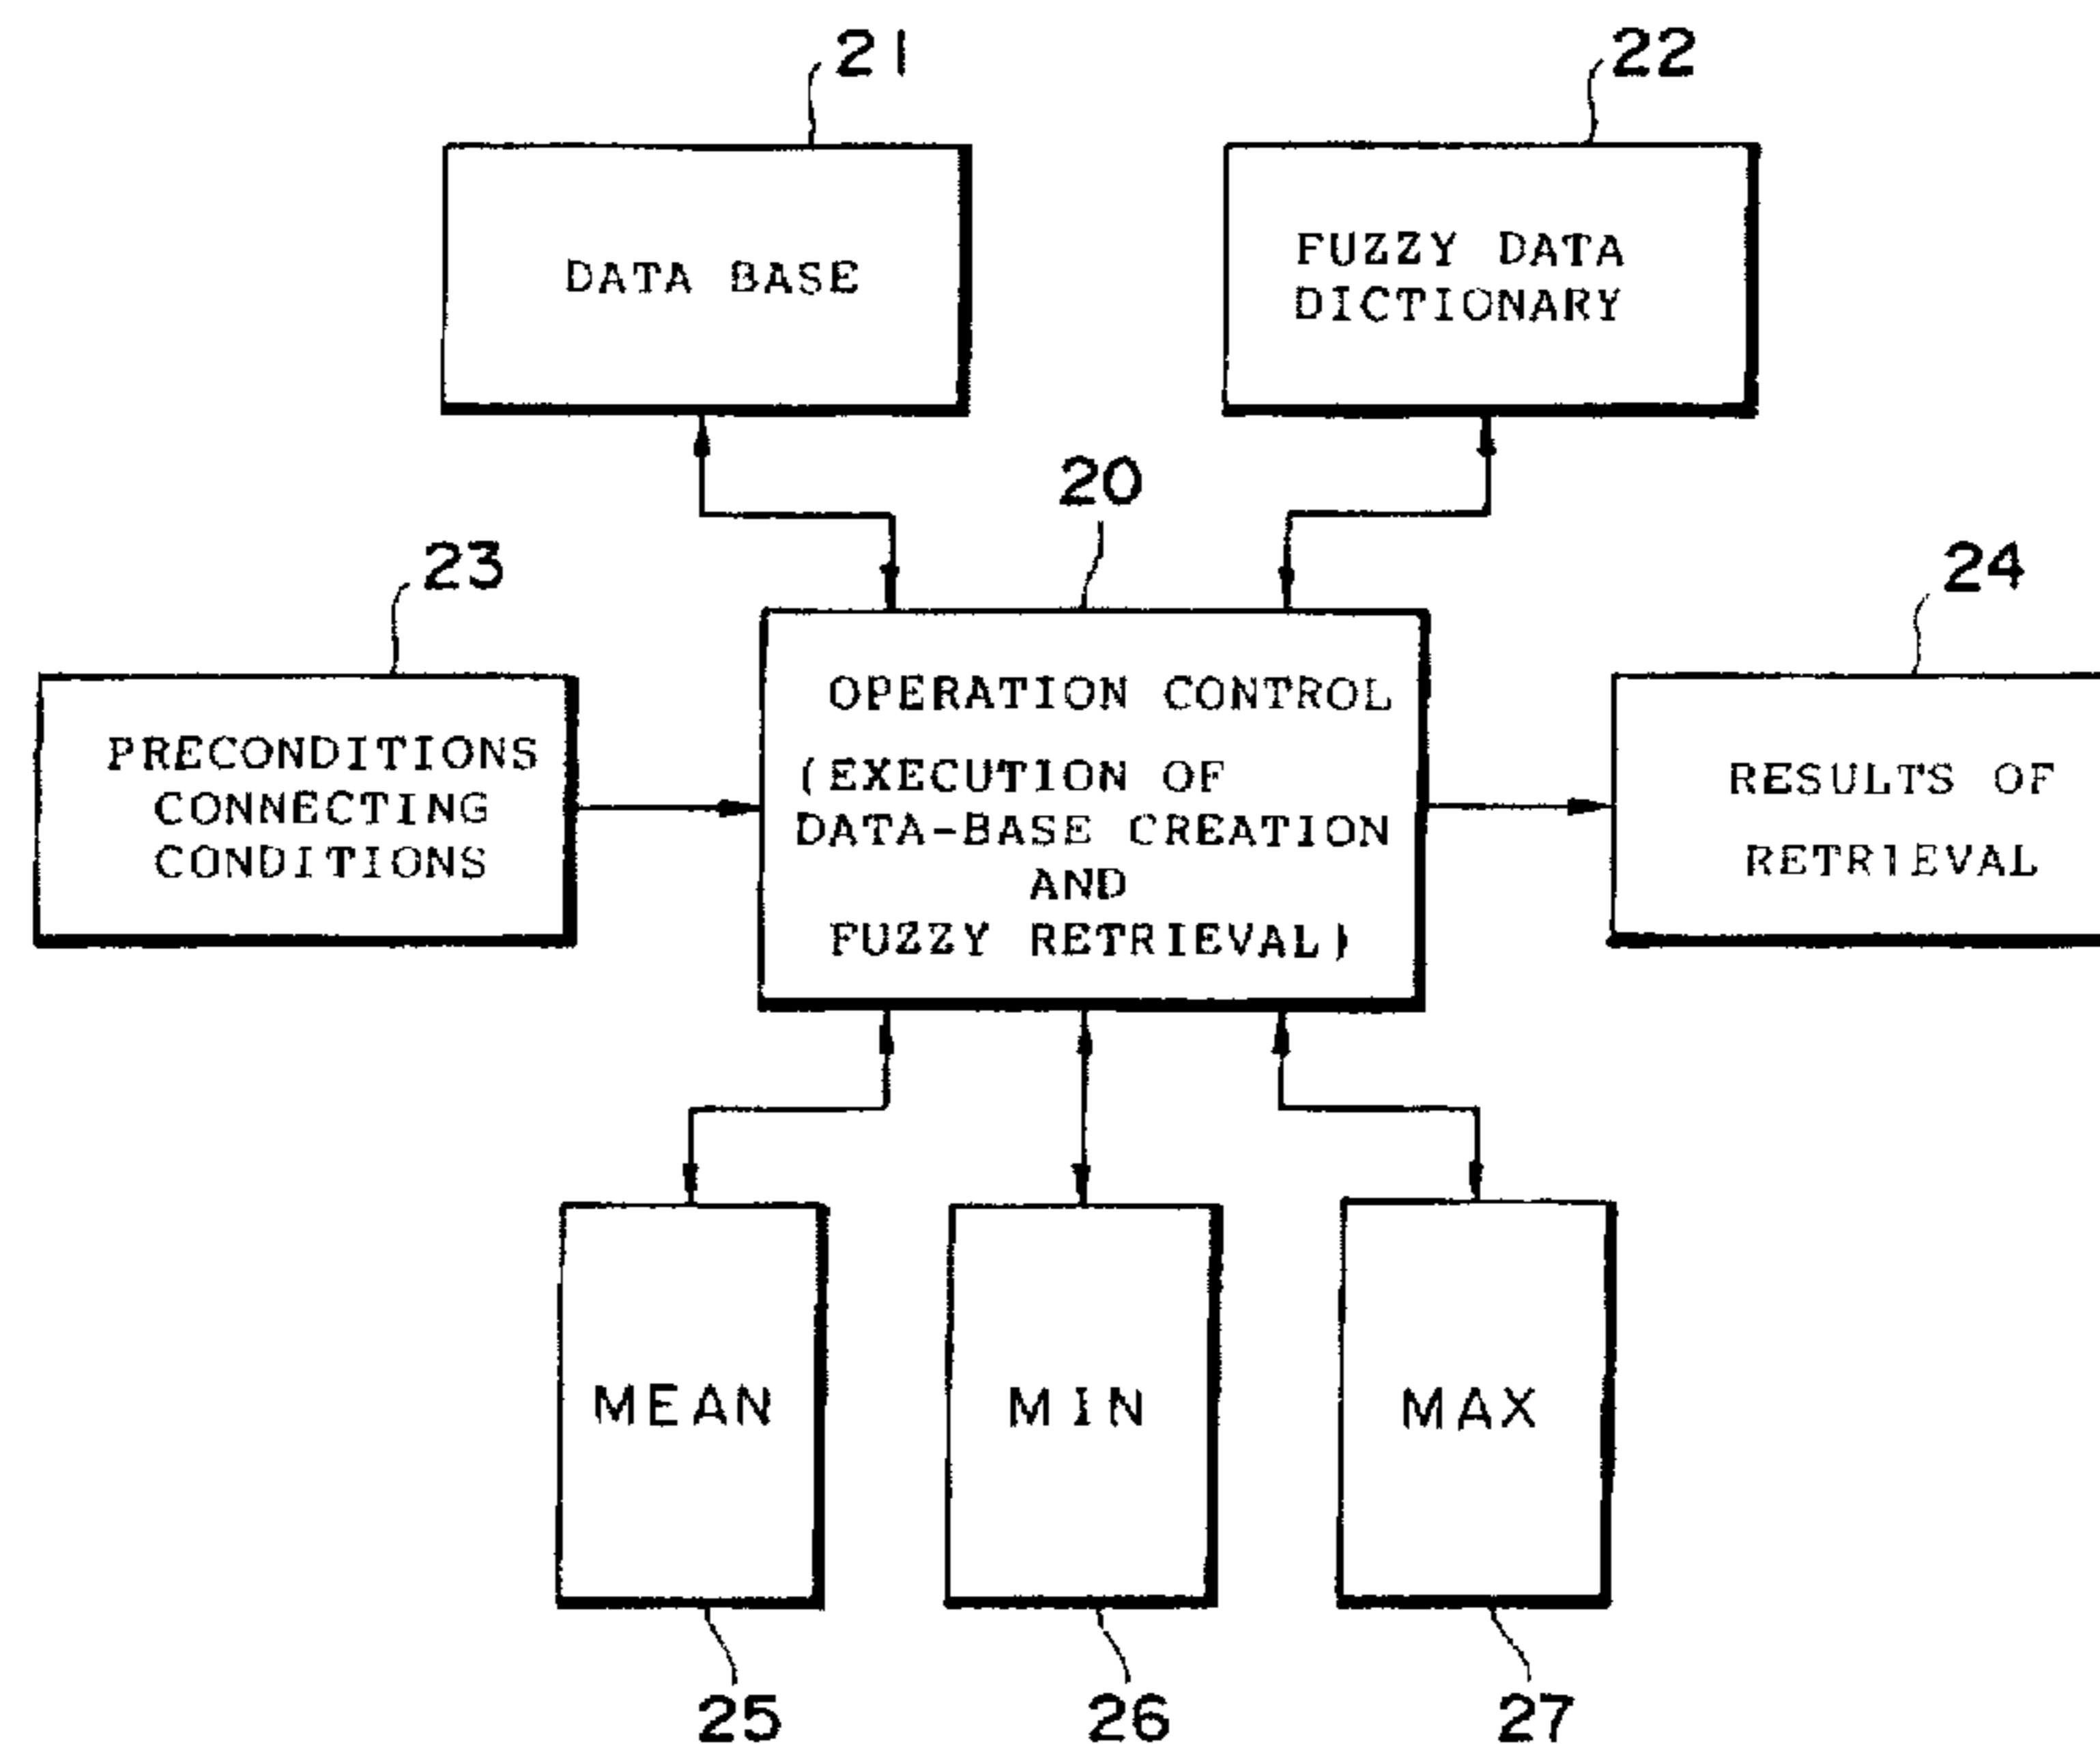 21
22
DATA BASE
FUZZY DATA
DICTIONARY
20
23
24
PRECONDITIONS
CONNECTING
CONDITIONS
OPERATION CONTROL
(EXECUTION OF
DATA-BASE CREATION
AND
FUZZY RETRIEVAL)
RESULTS OF
RETRIEVAL
MEAN
MIN
MAX
25
26
27